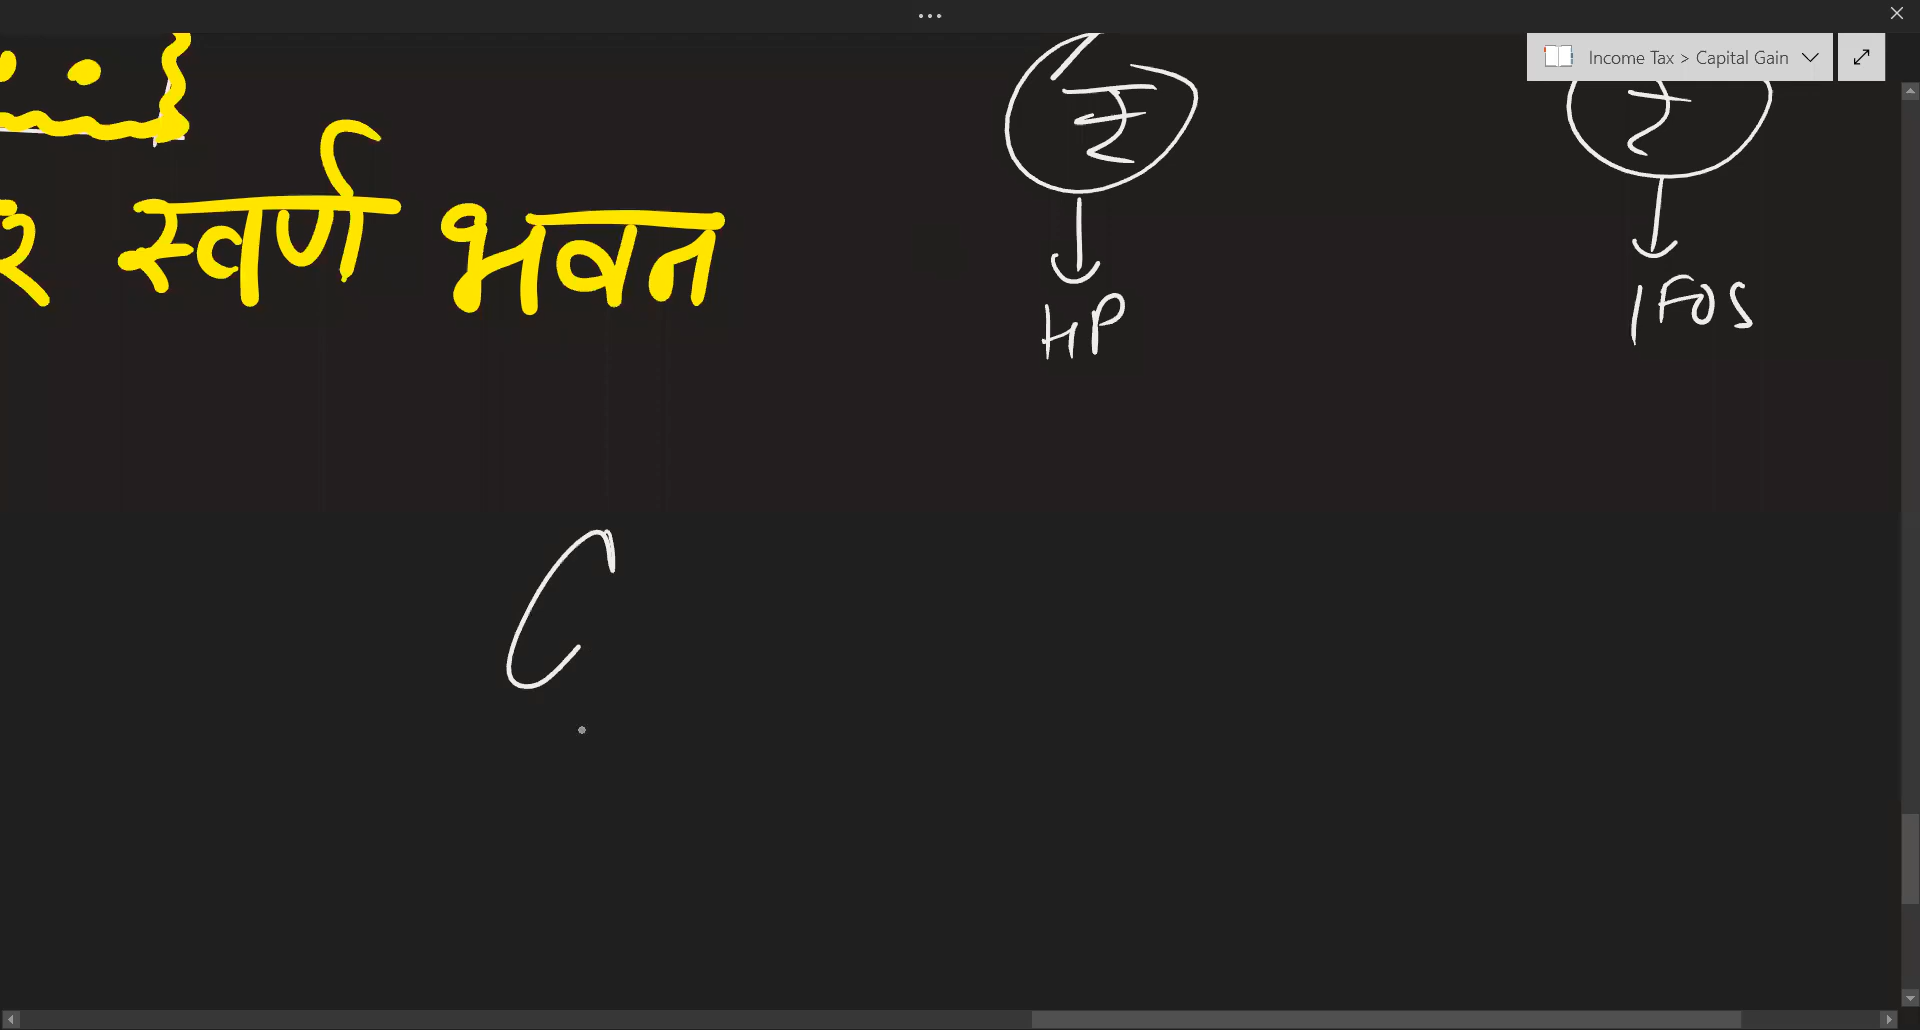 Income Tax > Capital Gain
₹ ₹
र स्वर्ण भवन
HP IFOS
C